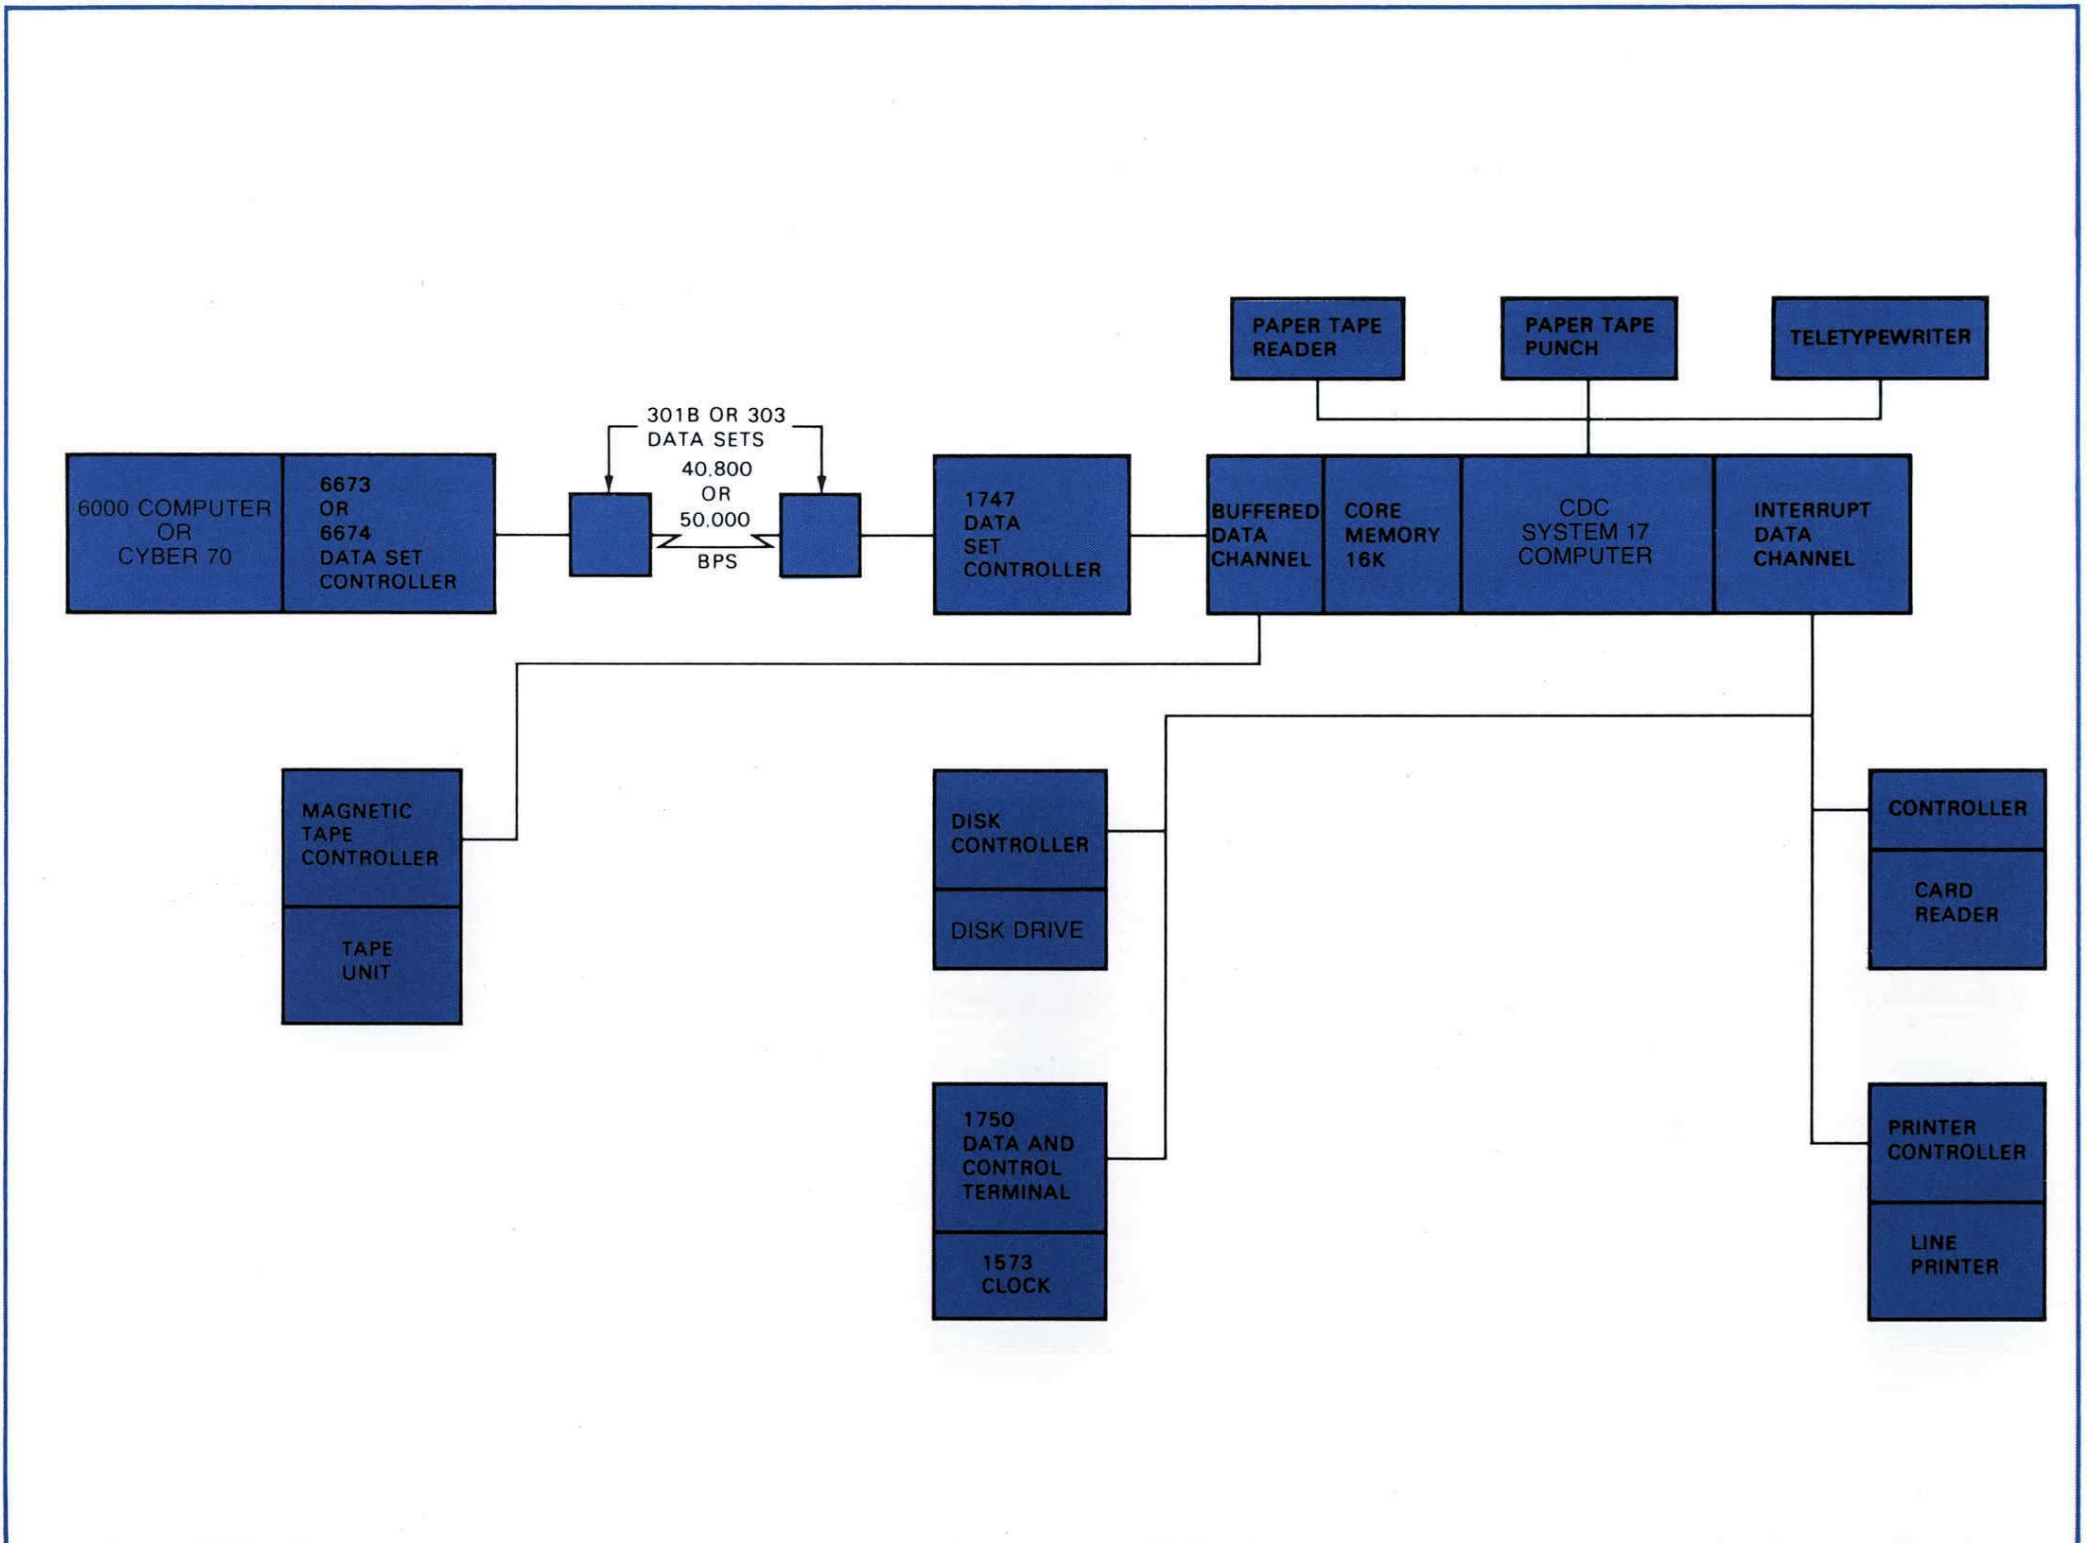 PAPER TAPE
READER
PAPER TAPE
PUNCH
TELETYPEWRITER
301B OR 303
DATA SETS
40.800
OR
50.000
BPS
6000 COMPUTER
OR
CYBER 70
6673
OR
6674
DATA SET
CONTROLLER
1747
DATA
SET
CONTROLLER
BUFFERED
DATA
CHANNEL
CORE
MEMORY
16K
CDC
SYSTEM 17
COMPUTER
INTERRUPT
DATA
CHANNEL
MAGNETIC
TAPE
CONTROLLER
TAPE
UNIT
DISK
CONTROLLER
DISK DRIVE
CONTROLLER
CARD
READER
1750
DATA AND
CONTROL
TERMINAL
1573
CLOCK
PRINTER
CONTROLLER
LINE
PRINTER